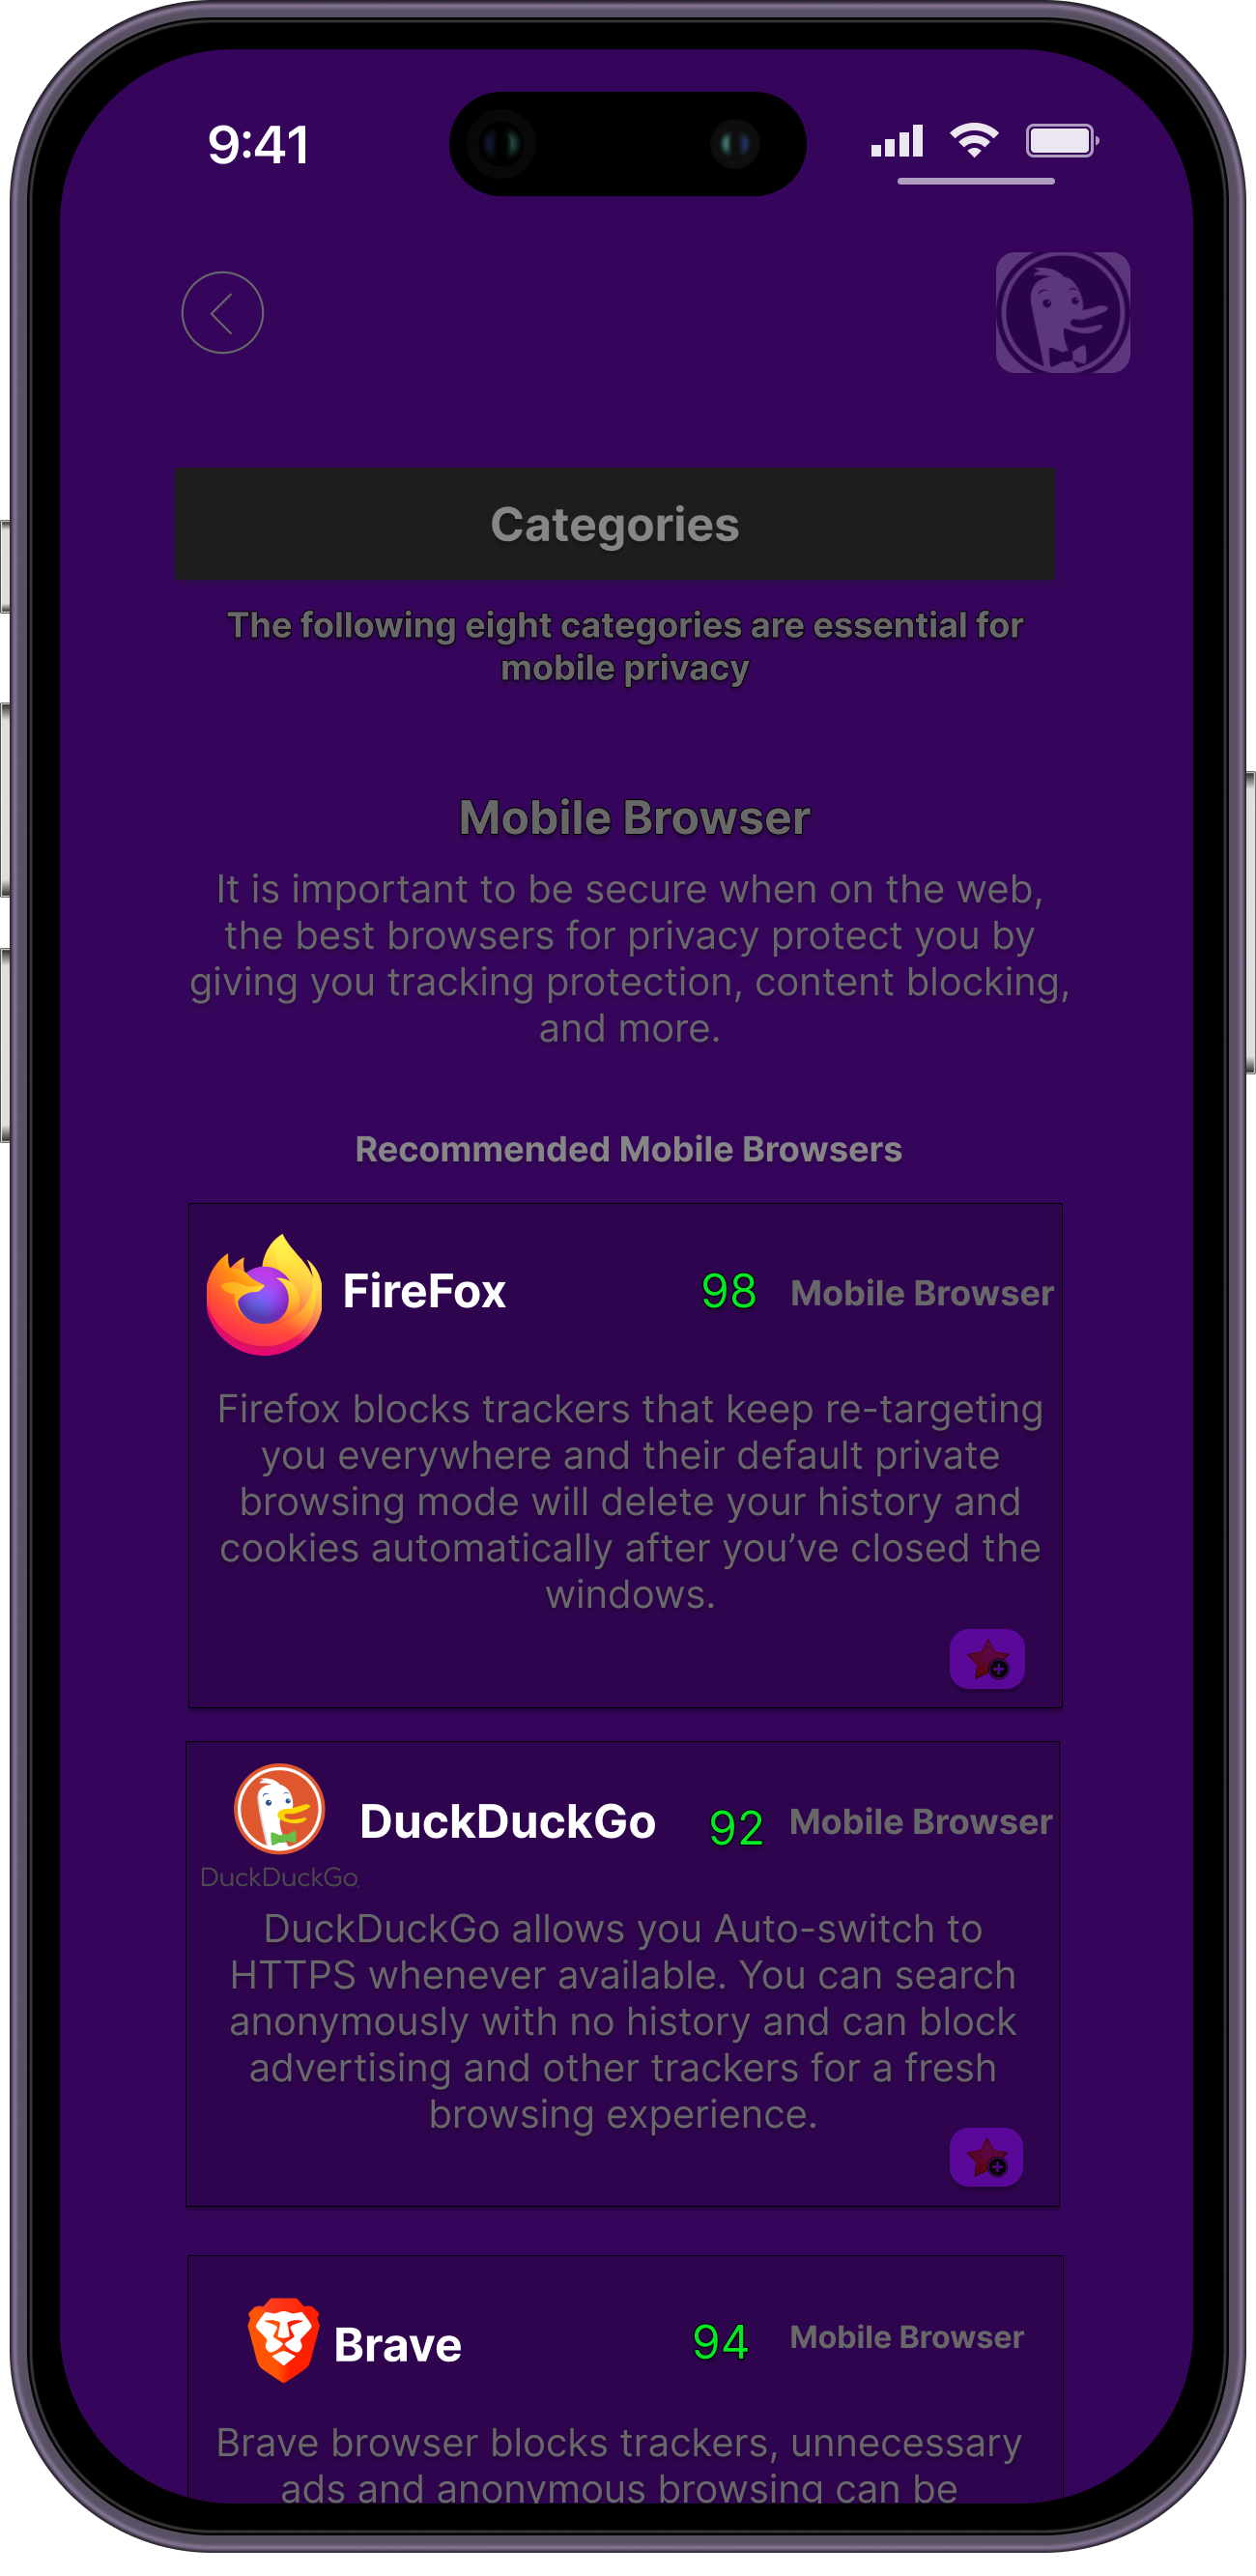 9:41
Categories
The following eight categories are essential for
mobile privacy
Mobile Browser
It is important to be secure when on the web,
the best browsers for privacy protect you by
giving you tracking protection, content blocking,
and more.
Recommended Mobile Browsers
FireFox 98 Mobile Browser
Firefox blocks trackers that keep re-targeting
you everywhere and their default private
browsing mode will delete your history and
cookies automatically after you’ve closed the
windows.
DuckDuckGo 92 Mobile Browser
DuckDuckGo
DuckDuckGo allows you Auto-switch to
HTTPS whenever available. You can search
anonymously with no history and can block
advertising and other trackers for a fresh
browsing experience.
Brave 94 Mobile Browser
Brave browser blocks trackers, unnecessary
ads and anonymous browsing can be